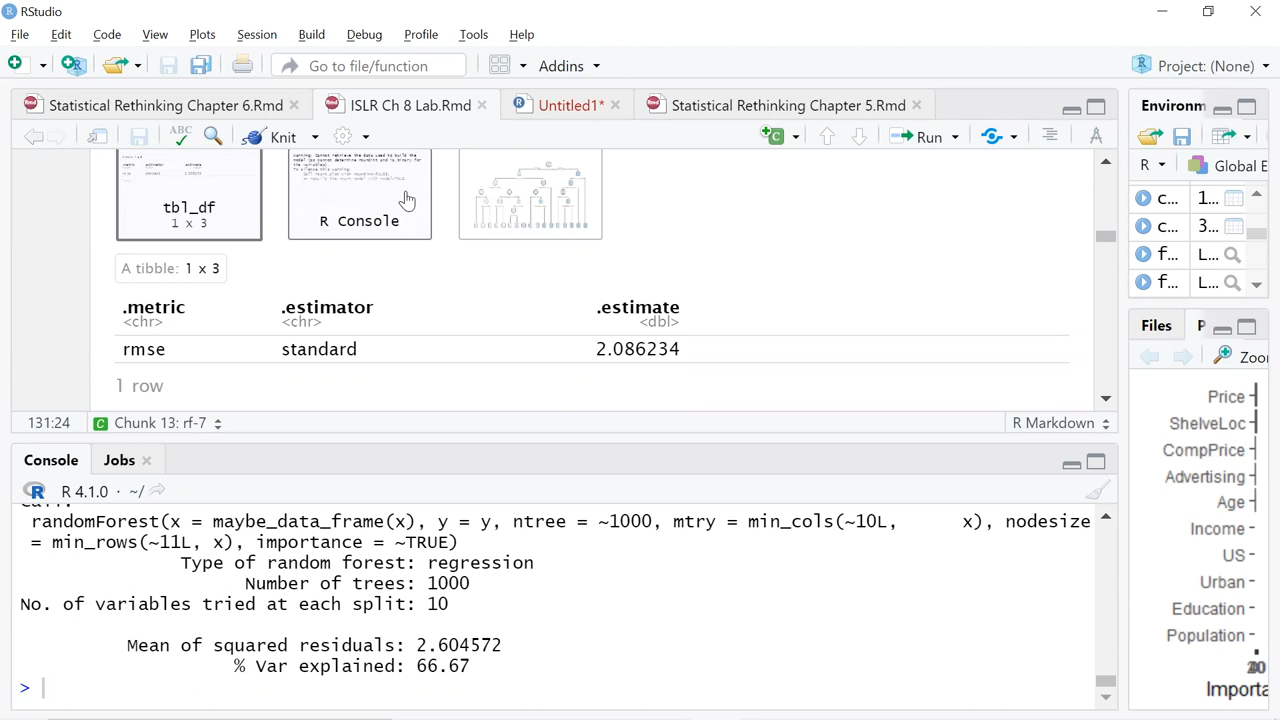 RStudio
File Edit Code View Plots Session Build Debug Profile Tools Help
Go to file/function Addins Project: (None)
Statistical Rethinking Chapter 6.Rmd ISLR Ch 8 Lab.Rmd Untitled1* Statistical Rethinking Chapter 5.Rmd
ABC Knit Run
tbl_df
1 x 3
R Console
A tibble: 1 x 3
.metric .estimator .estimate
<chr> <chr> <dbl>
rmse standard 2.086234
1 row
131:24 C Chunk 13: rf-7 R Markdown
Console Jobs
R 4.1.0 · ~/
randomForest(x = maybe_data_frame(x), y = y, ntree = ~1000, mtry = min_cols(~10L, x), nodesize
= min_rows(~11L, x), importance = ~TRUE)
Type of random forest: regression
Number of trees: 1000
No. of variables tried at each split: 10
Mean of squared residuals: 2.604572
% Var explained: 66.67
>
Environm
R Global E
c... 1...
c... 3...
f... L...
f... L...
Files P
Zoo
Price
ShelveLoc
CompPrice
Advertising
Age
Income
US
Urban
Education
Population
Importa